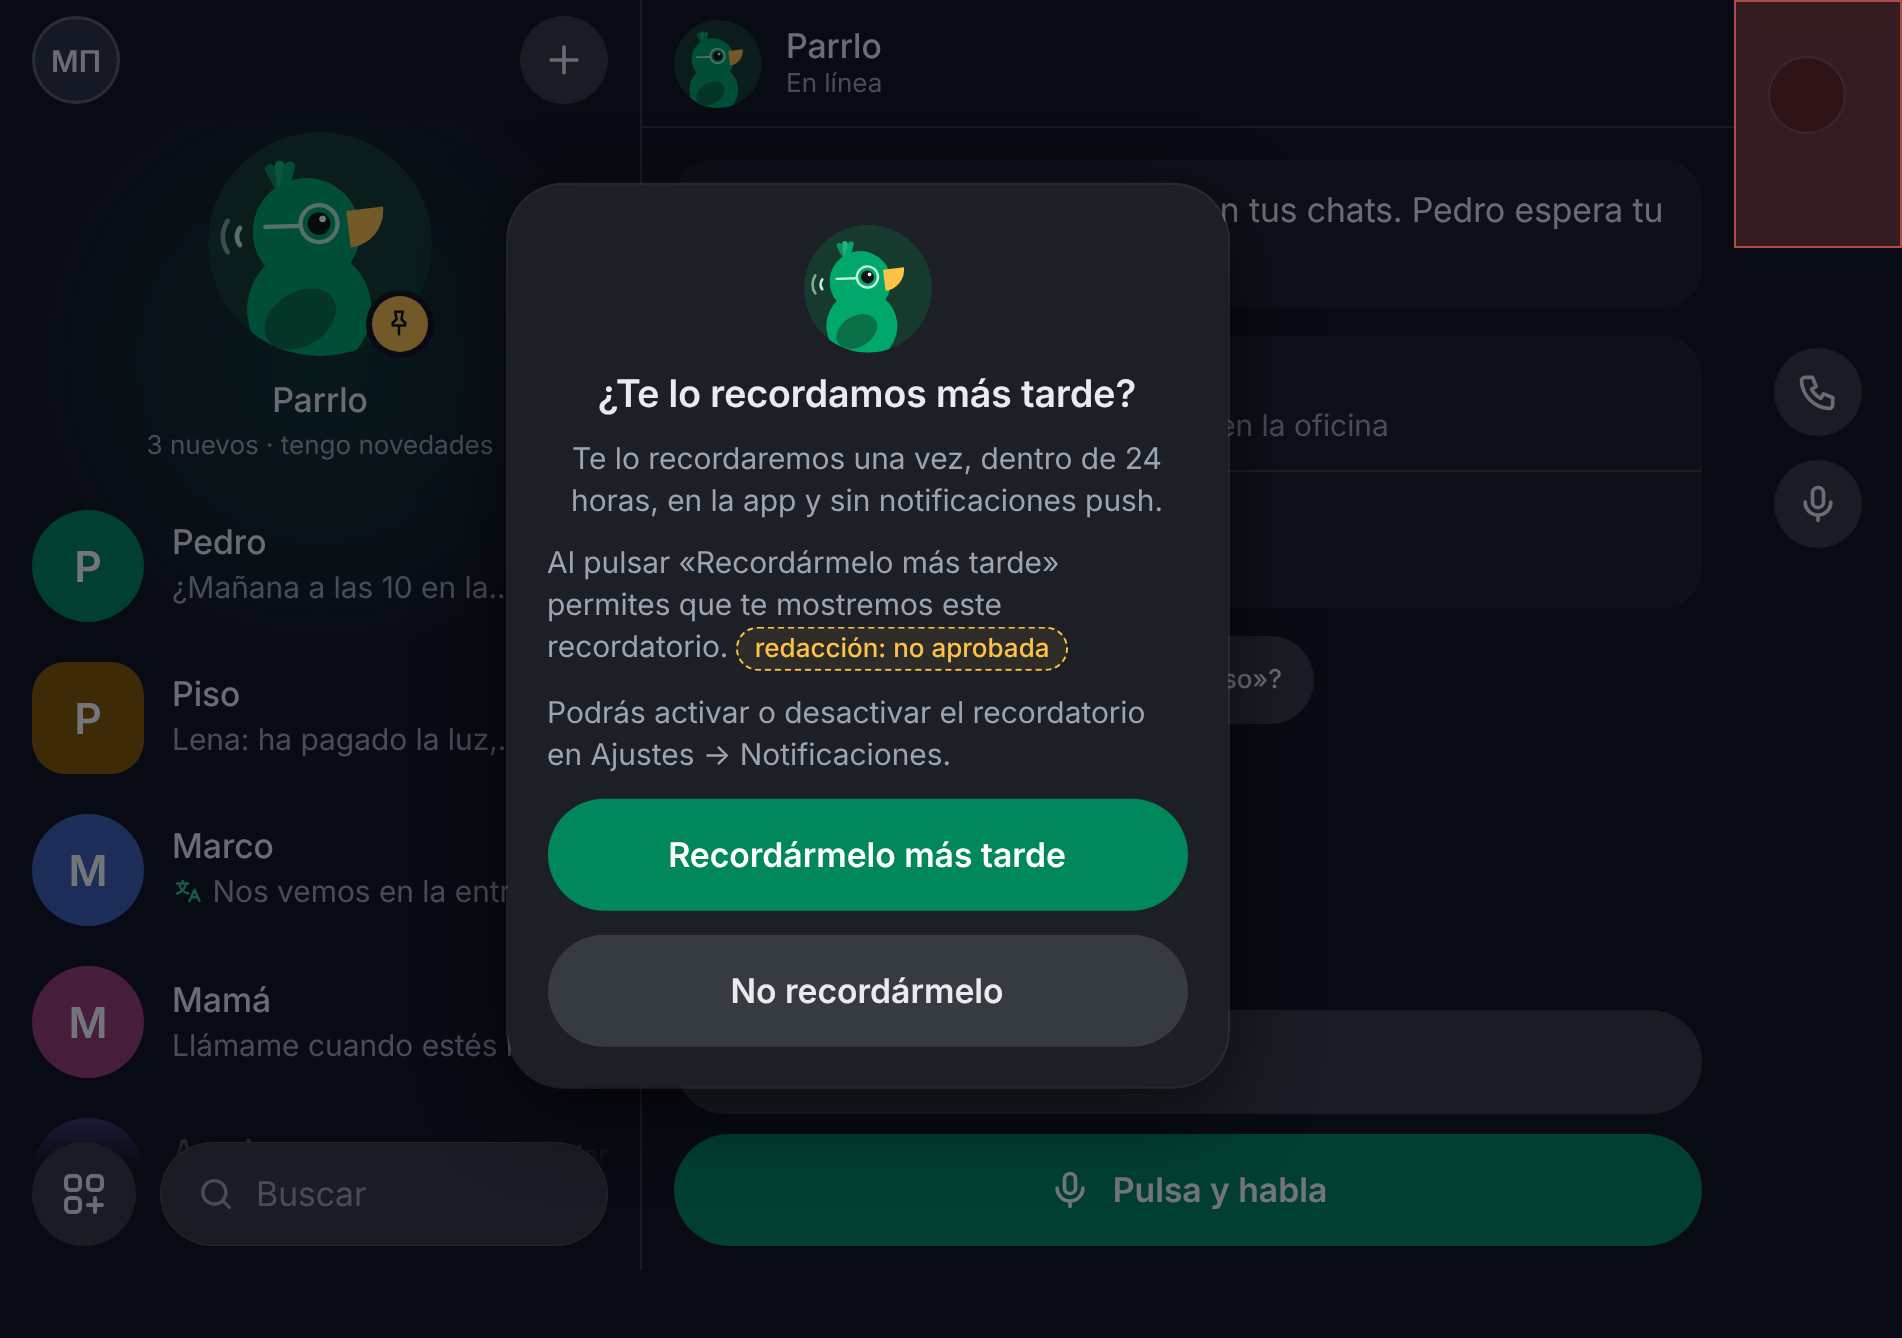 МП
Parrlo
3 nuevos · tengo novedades
P
Pedro
¿Mañana a las 10 en la...
P
Piso
Lena: ha pagado la luz,...
M
Marco
Nos vemos en la entr
M
Mamá
Llámame cuando estés
Buscar
Parrlo
En línea
n tus chats. Pedro espera tu
en la oficina
so»?
Pulsa y habla
¿Te lo recordamos más tarde?
Te lo recordaremos una vez, dentro de 24
horas, en la app y sin notificaciones push.
Al pulsar «Recordármelo más tarde»
permites que te mostremos este
recordatorio. redacción: no aprobada
Podrás activar o desactivar el recordatorio
en Ajustes → Notificaciones.
Recordármelo más tarde
No recordármelo